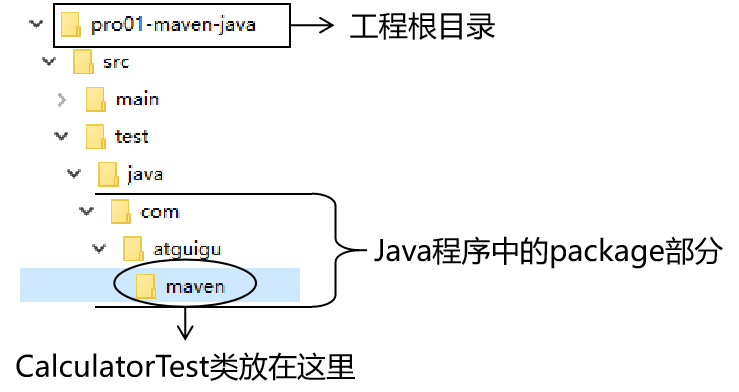 pro01-maven-java
工程根目录
src
main
test
java
com
atguigu
Java程序中的package部分
maven
CalculatorTest类放在这里